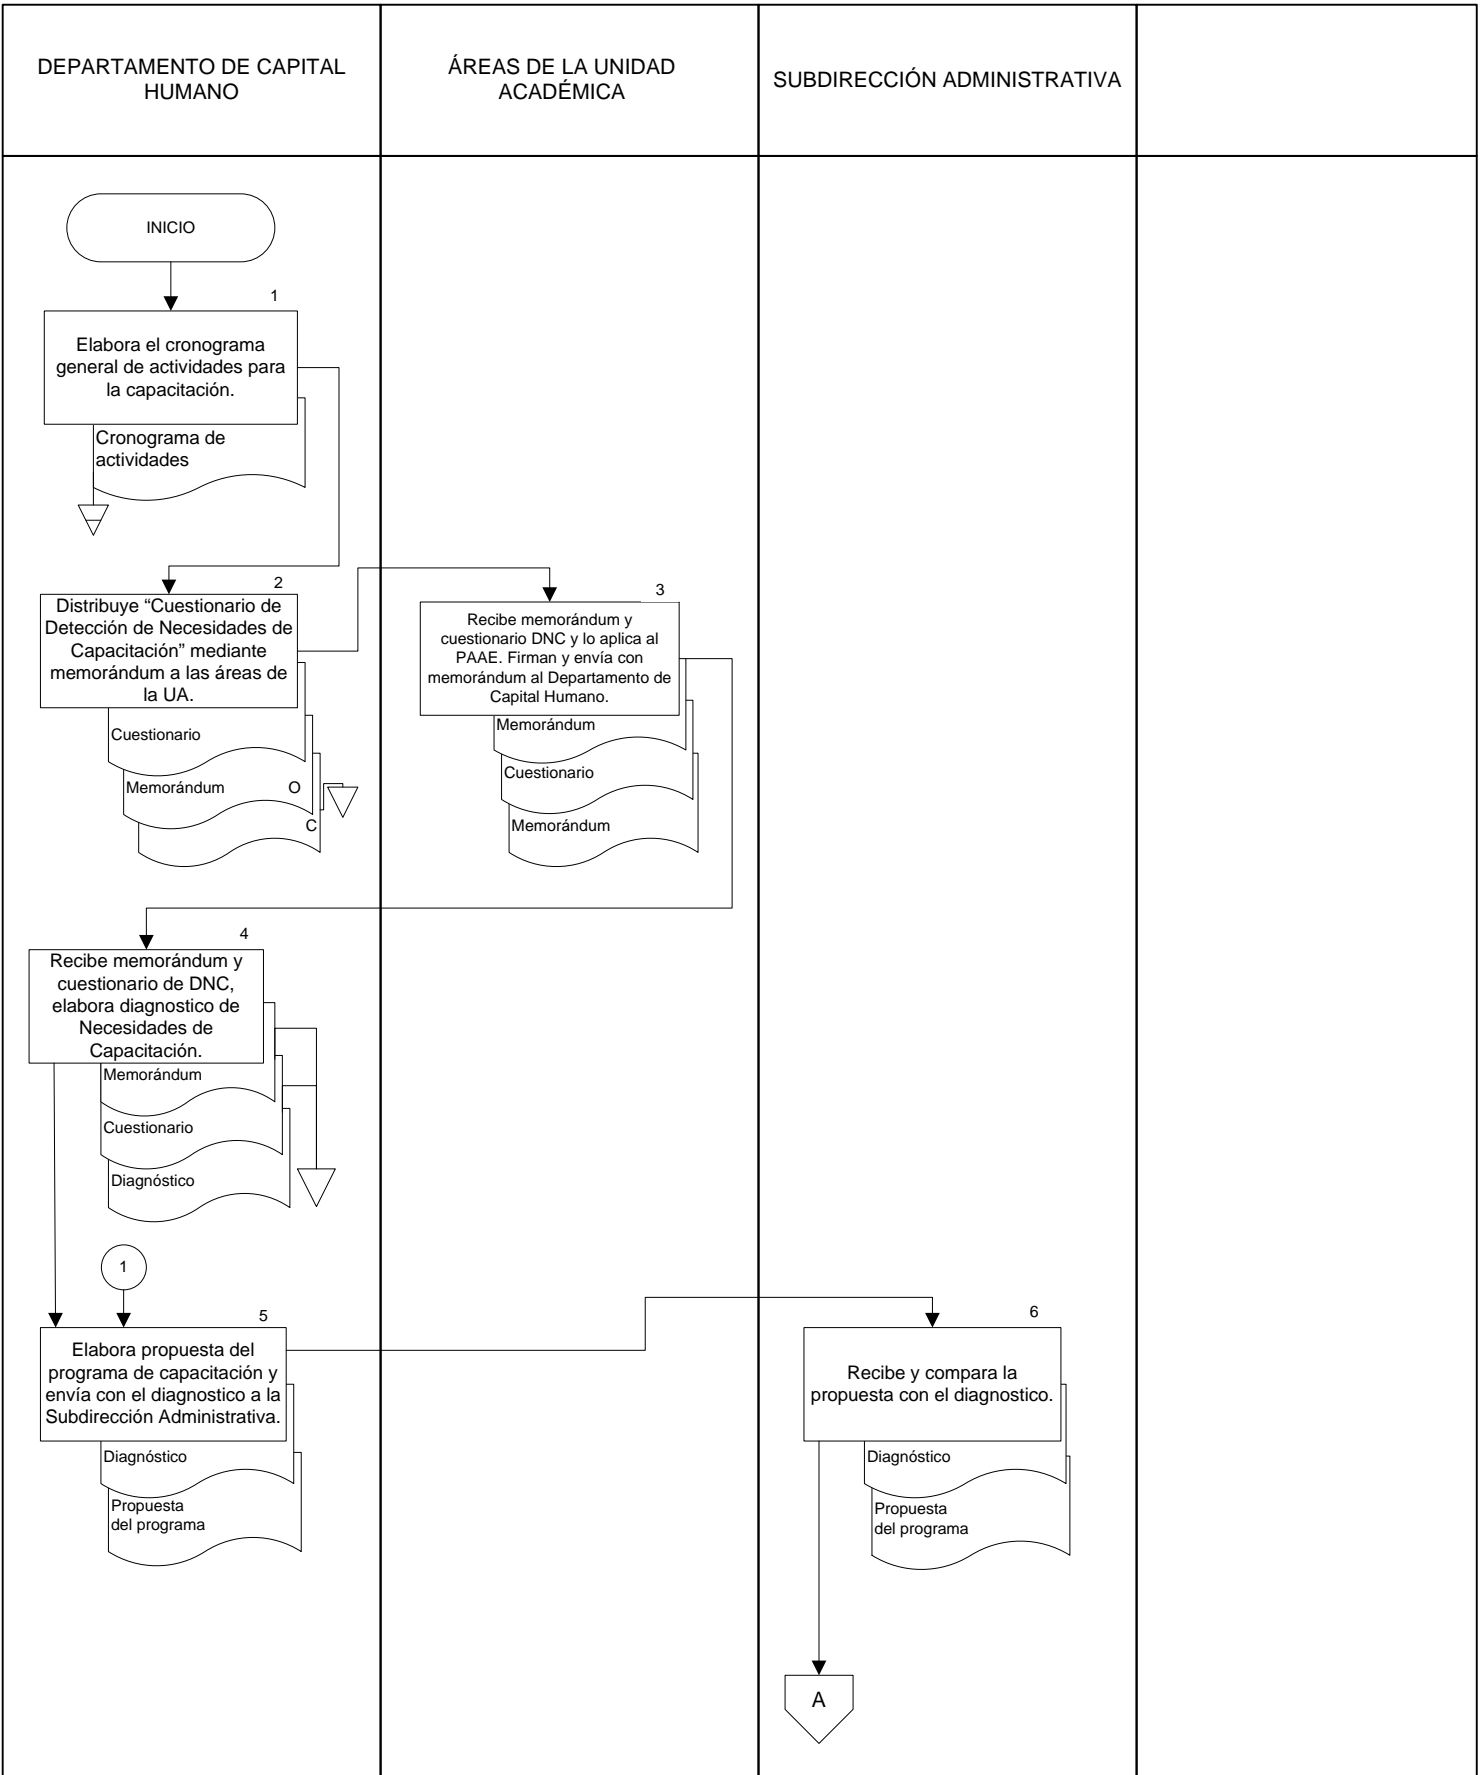 DEPARTAMENTO DE CAPITAL
HUMANO
ÁREAS DE LA UNIDAD
ACADÉMICA
SUBDIRECCIÓN ADMINISTRATIVA
INICIO
1
Elabora el cronograma
general de actividades para
la capacitación.
Cronograma de
actividades
2
Distribuye “Cuestionario de
Detección de Necesidades de
Capacitación” mediante
memorándum a las áreas de
la UA.
Cuestionario
Memorándum O
C
3
Recibe memorándum y
cuestionario DNC y lo aplica al
PAAE. Firman y envía con
memorándum al Departamento de
Capital Humano.
Memorándum
Cuestionario
Memorándum
4
Recibe memorándum y
cuestionario de DNC,
elabora diagnostico de
Necesidades de
Capacitación.
Memorándum
Cuestionario
Diagnóstico
1
5
Elabora propuesta del
programa de capacitación y
envía con el diagnostico a la
Subdirección Administrativa.
Diagnóstico
Propuesta
del programa
6
Recibe y compara la
propuesta con el diagnostico.
Diagnóstico
Propuesta
del programa
A